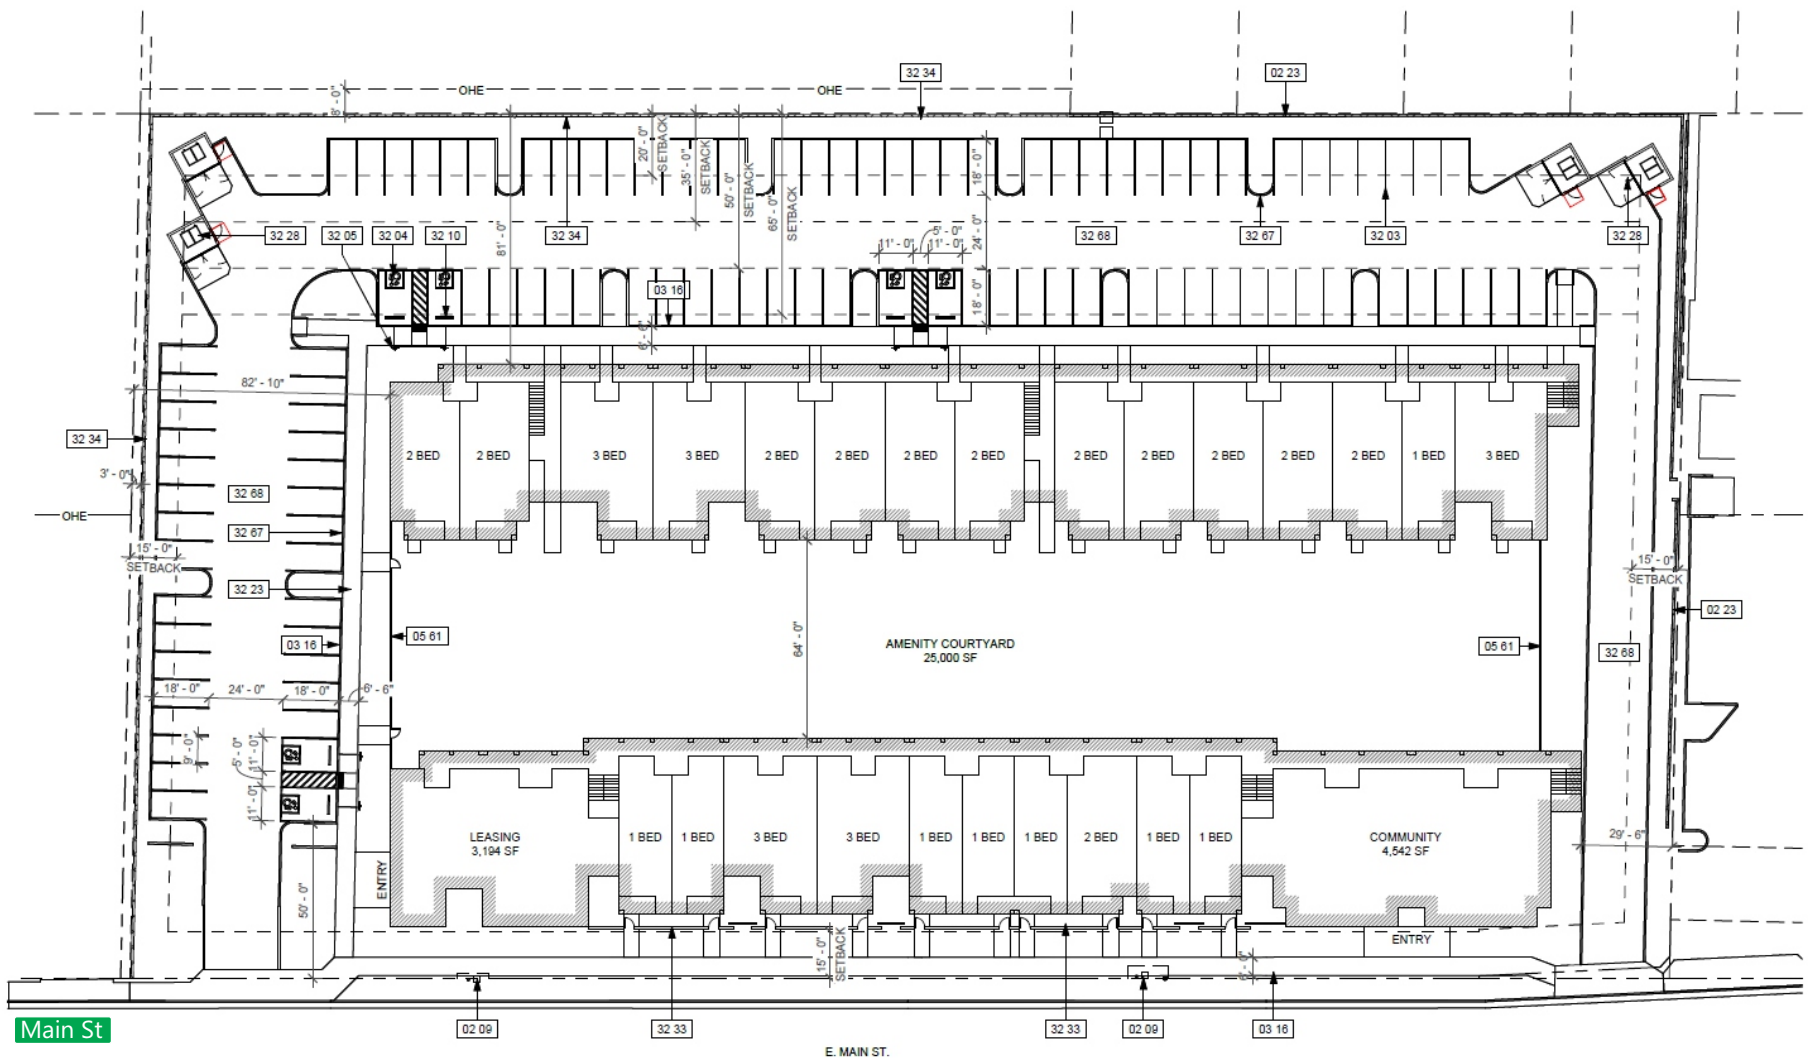 32 34
02 23
OHE
OHE
8' - 0"
20' - 0"
SETBACK
35' - 0"
SETBACK
50' - 0"
SETBACK
65' - 0"
SETBACK
81' - 0"
18' - 0"
24' - 0"
18' - 0"
32 28
32 05
32 04
32 10
32 34
11' - 0"
5' - 0"
11' - 0"
32 68
32 67
32 03
32 28
03 16
6' - 6"
82' - 10"
32 34
3' - 0"
OHE
15' - 0"
SETBACK
32 68
32 67
32 23
03 16
05 61
2 BED
2 BED
3 BED
3 BED
2 BED
2 BED
2 BED
2 BED
2 BED
2 BED
2 BED
2 BED
1 BED
3 BED
64' - 0"
AMENITY COURTYARD
25,000 SF
05 61
32 68
15' - 0"
SETBACK
02 23
18' - 0"
24' - 0"
18' - 0"
6' - 6"
9' - 0"
5' - 0"
11' - 0"
11' - 0"
50' - 0"
ENTRY
LEASING
3,194 SF
1 BED
1 BED
3 BED
3 BED
1 BED
1 BED
1 BED
2 BED
1 BED
1 BED
COMMUNITY
4,542 SF
29' - 6"
ENTRY
15' - 0"
SETBACK
Main St
02 09
32 33
32 33
02 09
03 16
E. MAIN ST.